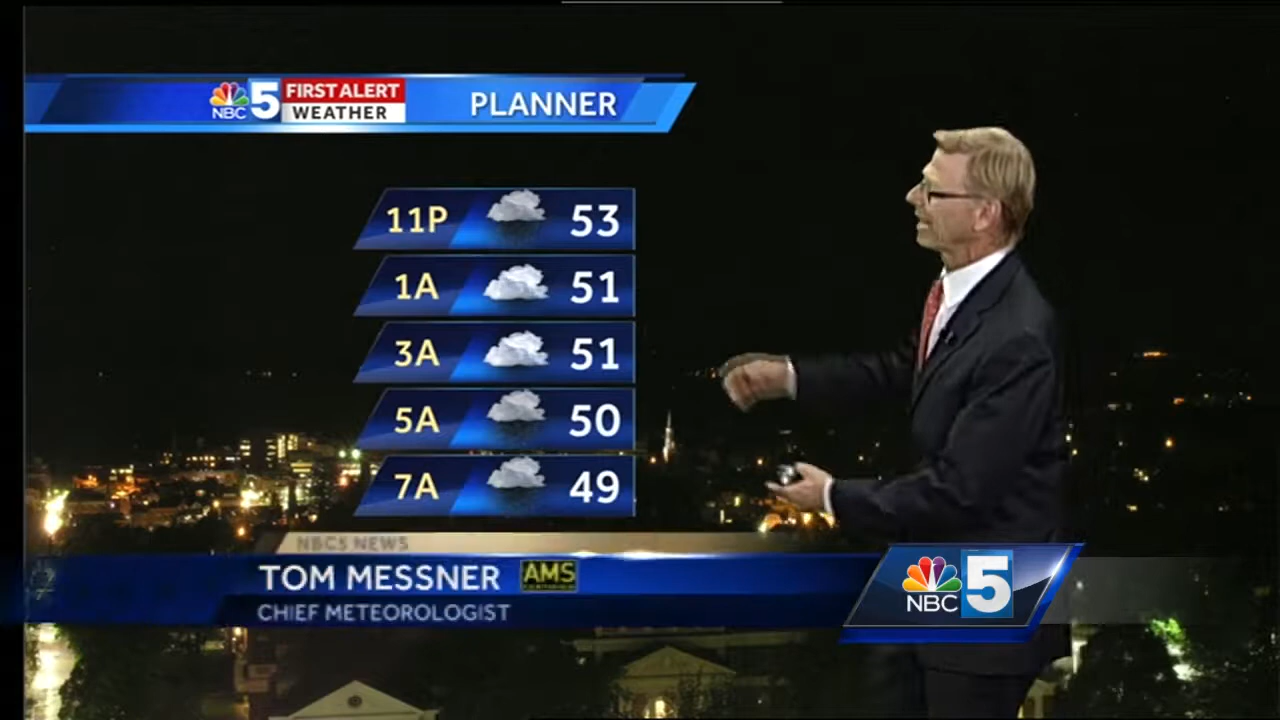 NBC 5 FIRST ALERT WEATHER PLANNER
11P 53
1A 51
3A 51
5A 50
7A 49
NBC5 NEWS
TOM MESSNER AMS
CHIEF METEOROLOGIST
NBC 5